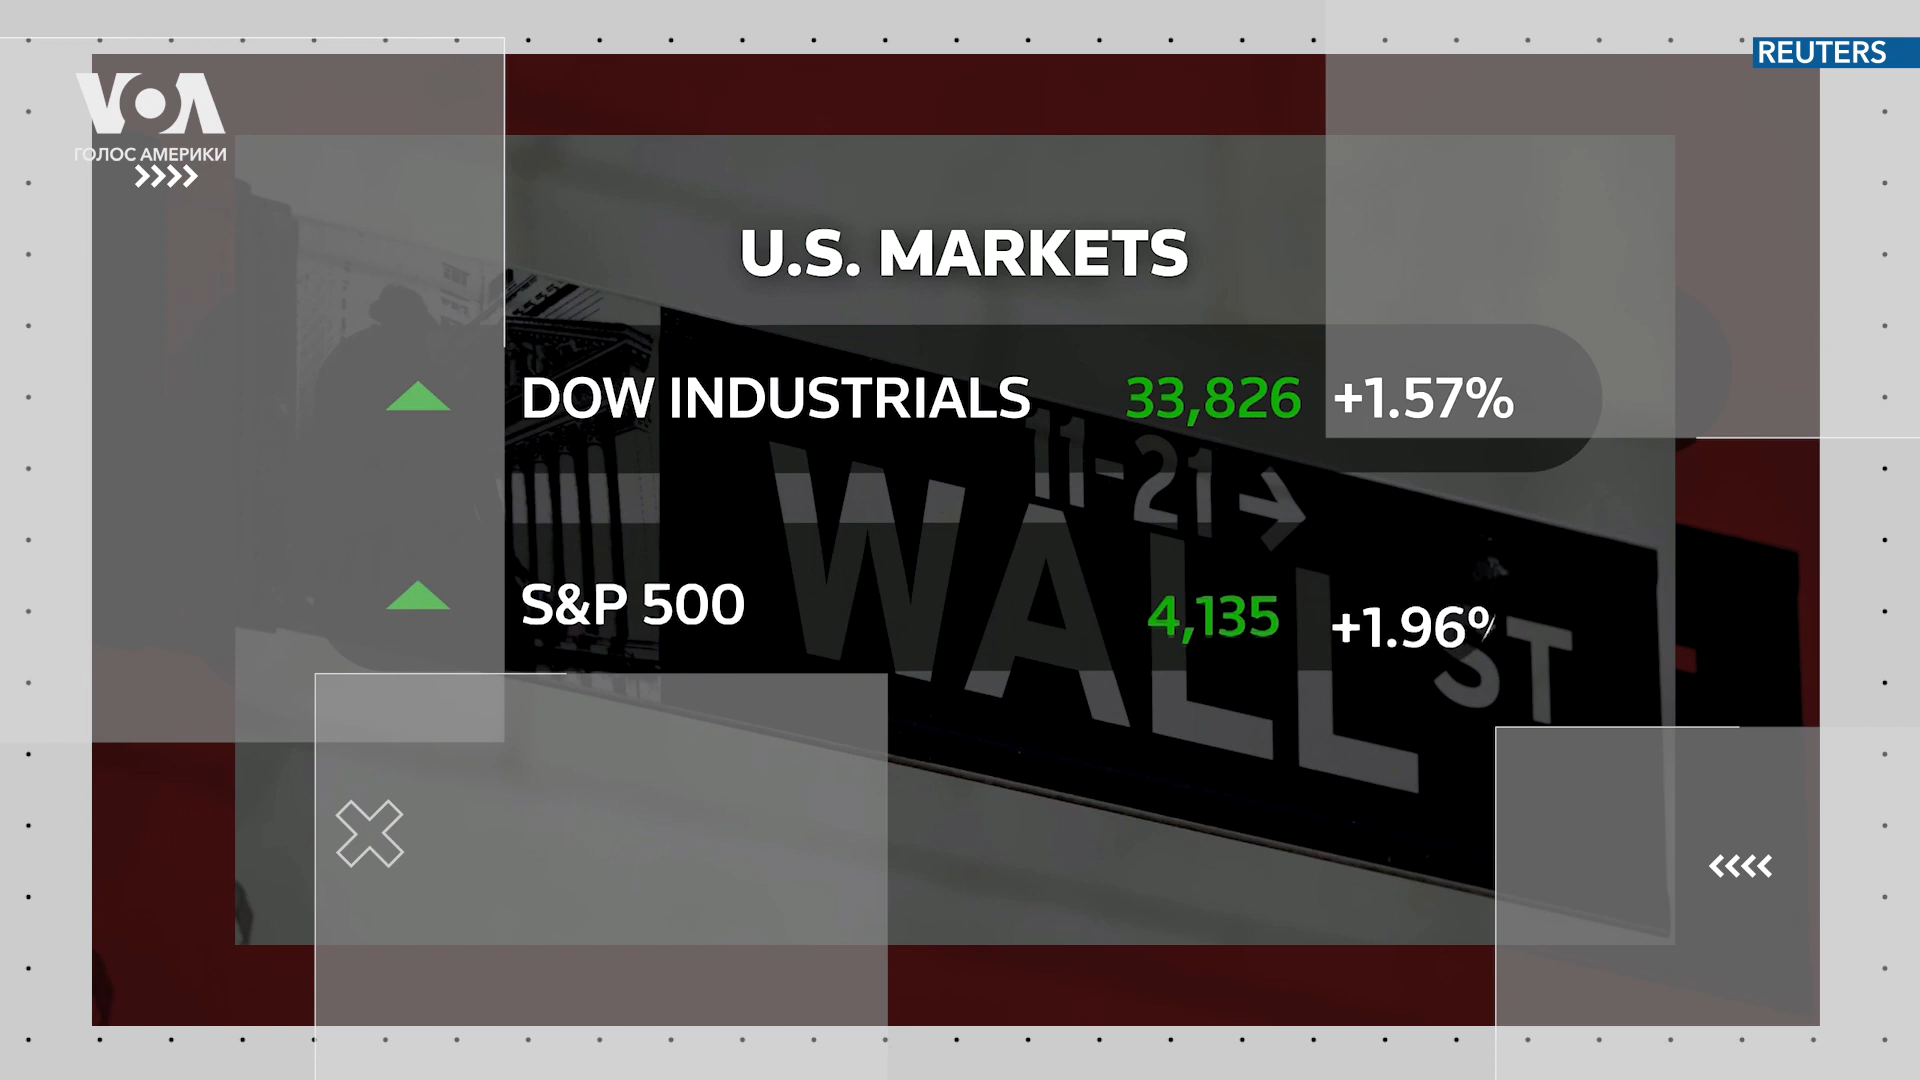 REUTERS
VOA
ГОЛОС АМЕРИКИ
U.S. MARKETS
DOW INDUSTRIALS 33,826 +1.57%
S&P 500 4,135 +1.96%
11-21→
WALL ST